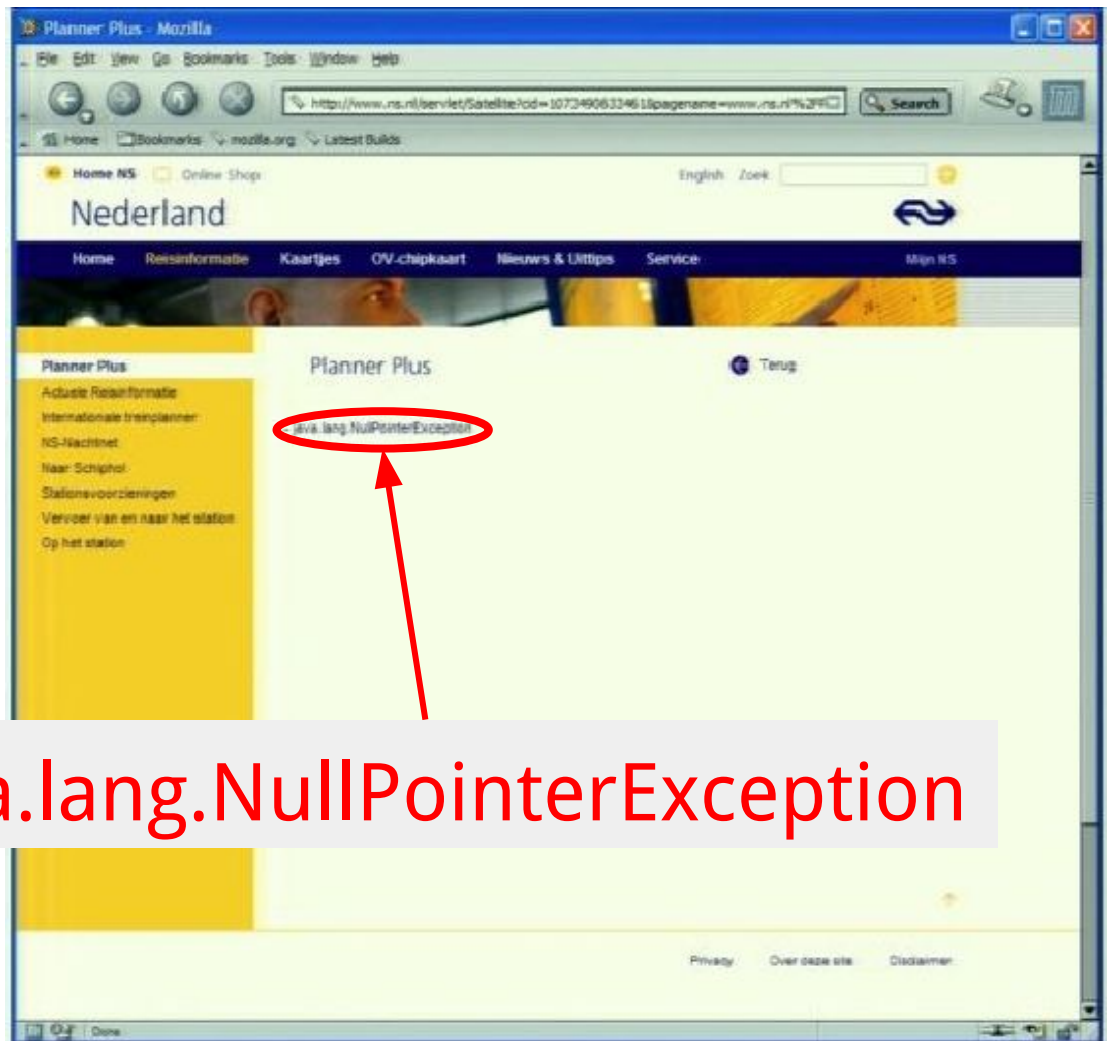 Planner Plus - Mozilla
File Edit View Go Bookmarks Tools Window Help
Search
Home Bookmarks mozilla.org Latest Builds
Home NS Online Shop English Zoek
Nederland
Home Reisinformatie Kaartjes OV-chipkaart Nieuws & Uittips Service Mijn NS
Planner Plus
Actuele Reisinformatie
Internationale treinplanner
NS-Nachtnet
Naar Schiphol
Stationsvoorzieningen
Vervoer van en naar het station
Op het station
Planner Plus Terug
- java.lang.NullPointerException
a.lang.NullPointerException
Privacy Over deze site Disclaimer
Done